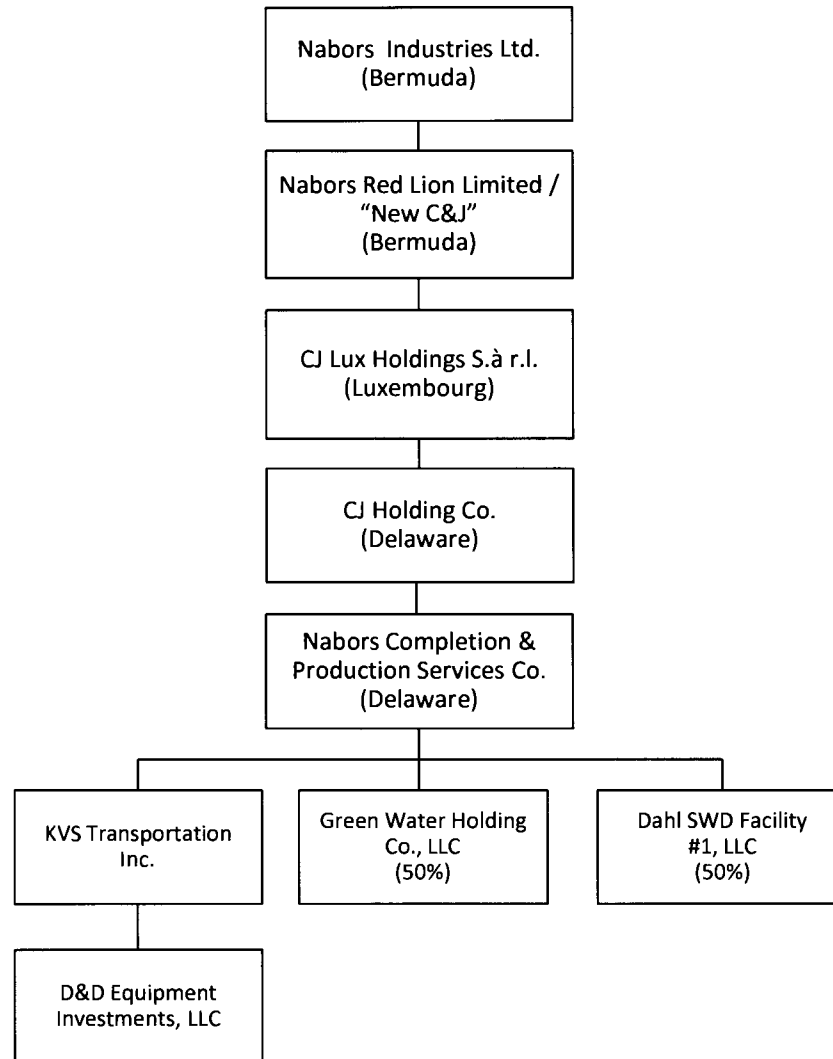 Nabors Industries Ltd.
(Bermuda)
Nabors Red Lion Limited /
“New C&J”
(Bermuda)
CJ Lux Holdings S.à r.l.
(Luxembourg)
CJ Holding Co.
(Delaware)
Nabors Completion &
Production Services Co.
(Delaware)
KVS Transportation
Inc.
Green Water Holding
Co., LLC
(50%)
Dahl SWD Facility
#1, LLC
(50%)
D&D Equipment
Investments, LLC